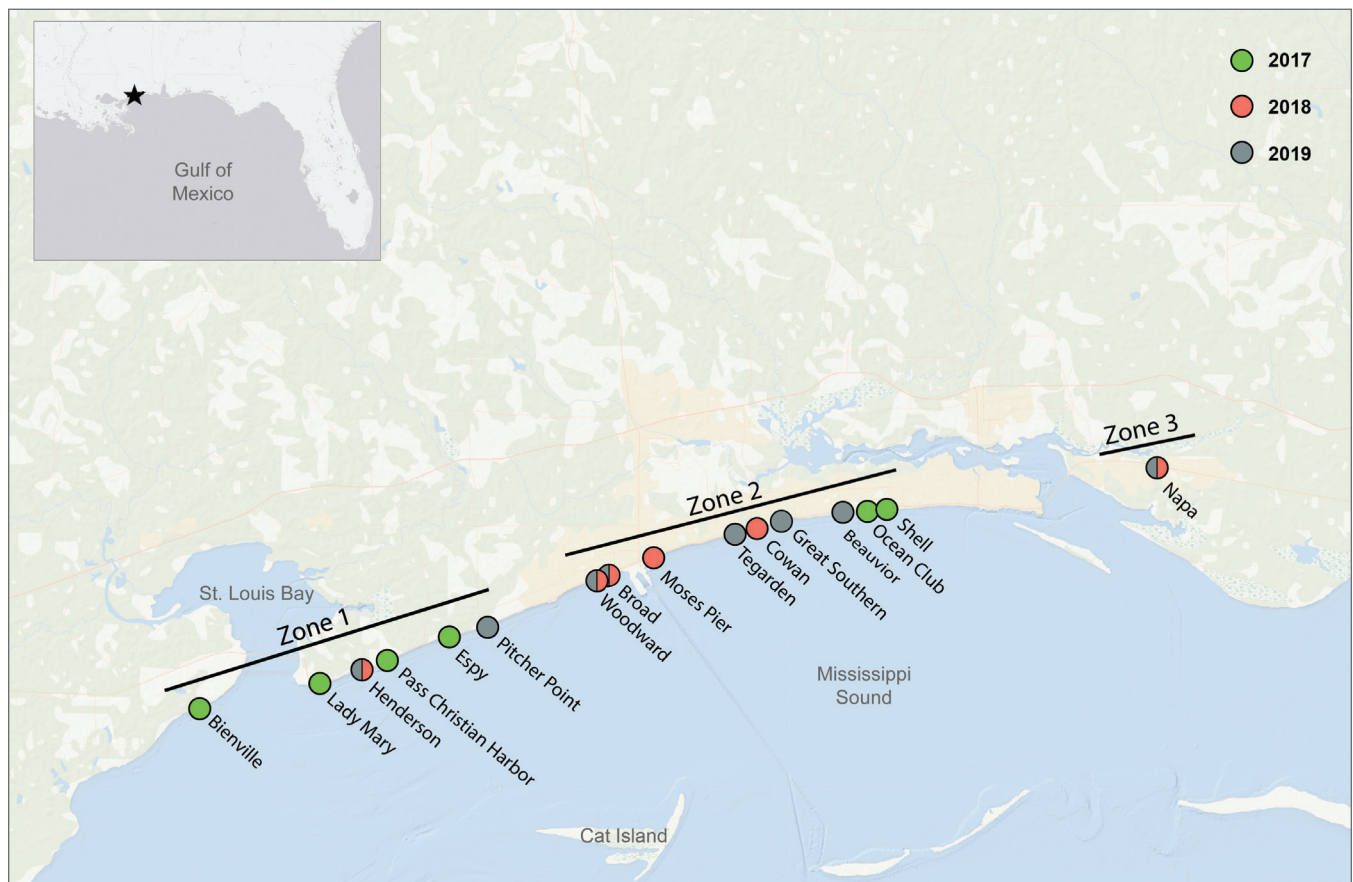 Gulf of
Mexico
2017
2018
2019
Zone 3
Napa
Zone 2
Shell
Ocean Club
Beauvior
Great Southern
Cowan
Tegarden
Moses Pier
Broad
Woodward
St. Louis Bay
Zone 1
Pitcher Point
Espy
Pass Christian Harbor
Henderson
Lady Mary
Bienville
Mississippi
Sound
Cat Island